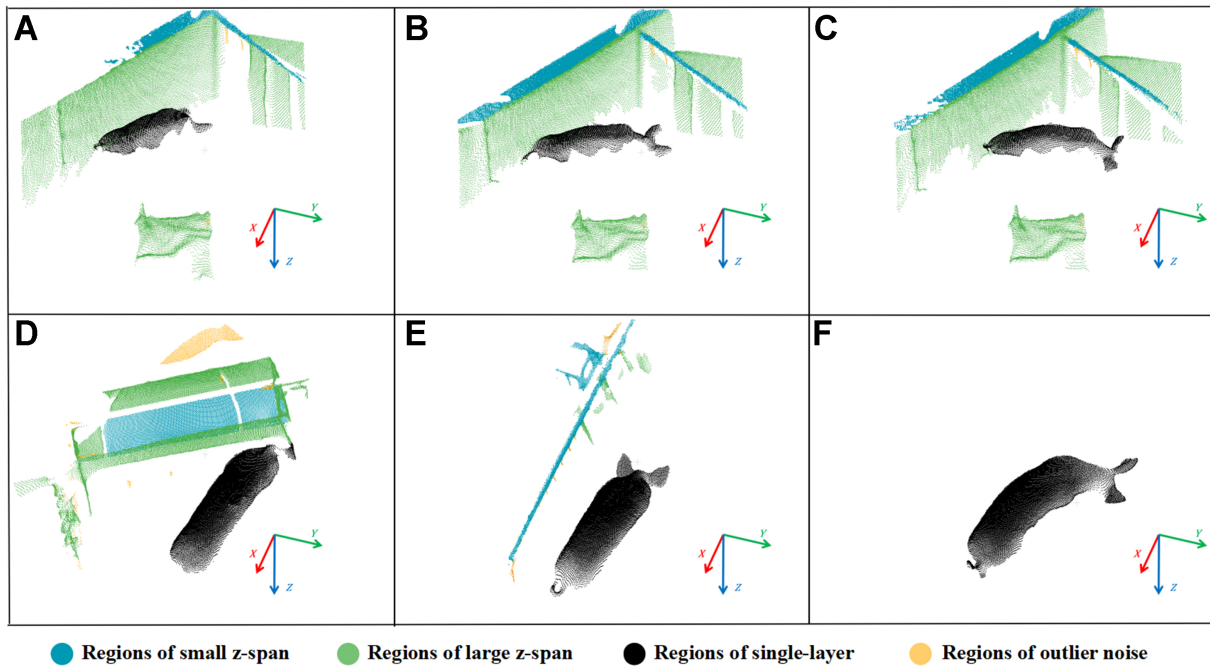 A
B
C
X
Y
Z
X
Y
Z
X
Y
Z
D
E
F
X
Y
Z
X
Y
Z
X
Y
Z
Regions of small z-span
Regions of large z-span
Regions of single-layer
Regions of outlier noise